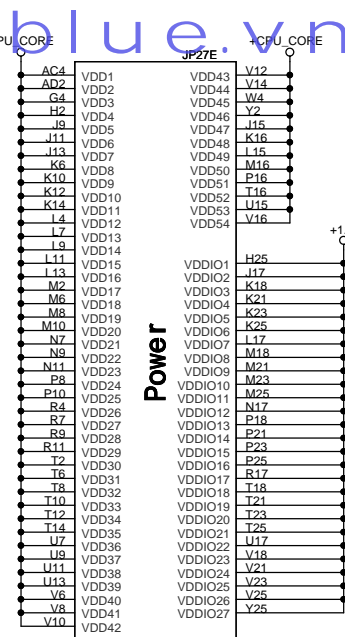 blue.vn
PU_CORE
+CPU_CORE
JP27E
AC4 VDD1
AD2 VDD2
G4 VDD3
H2 VDD4
J9 VDD5
J11 VDD6
J13 VDD7
K6 VDD8
K10 VDD9
K12 VDD10
K14 VDD11
L4 VDD12
L7 VDD13
L9 VDD14
L11 VDD15
L13 VDD16
M2 VDD17
M6 VDD18
M8 VDD19
M10 VDD20
N7 VDD21
N9 VDD22
N11 VDD23
P8 VDD24
P10 VDD25
R4 VDD26
R7 VDD27
R9 VDD28
R11 VDD29
T2 VDD30
T6 VDD31
T8 VDD32
T10 VDD33
T12 VDD34
T14 VDD35
U7 VDD36
U9 VDD37
U11 VDD38
U13 VDD39
V6 VDD40
V8 VDD41
V10 VDD42
Power
VDD43 V12
VDD44 V14
VDD45 W4
VDD46 Y2
VDD47 J15
VDD48 K16
VDD49 L15
VDD50 M16
VDD51 P16
VDD52 T16
VDD53 U15
VDD54 V16
+1.
VDDIO1 H25
VDDIO2 J17
VDDIO3 K18
VDDIO4 K21
VDDIO5 K23
VDDIO6 K25
VDDIO7 L17
VDDIO8 M18
VDDIO9 M21
VDDIO10 M23
VDDIO11 M25
VDDIO12 N17
VDDIO13 P18
VDDIO14 P21
VDDIO15 P23
VDDIO16 P25
VDDIO17 R17
VDDIO18 T18
VDDIO19 T21
VDDIO20 T23
VDDIO21 T25
VDDIO22 U17
VDDIO23 V18
VDDIO24 V21
VDDIO25 V23
VDDIO26 V25
VDDIO27 Y25